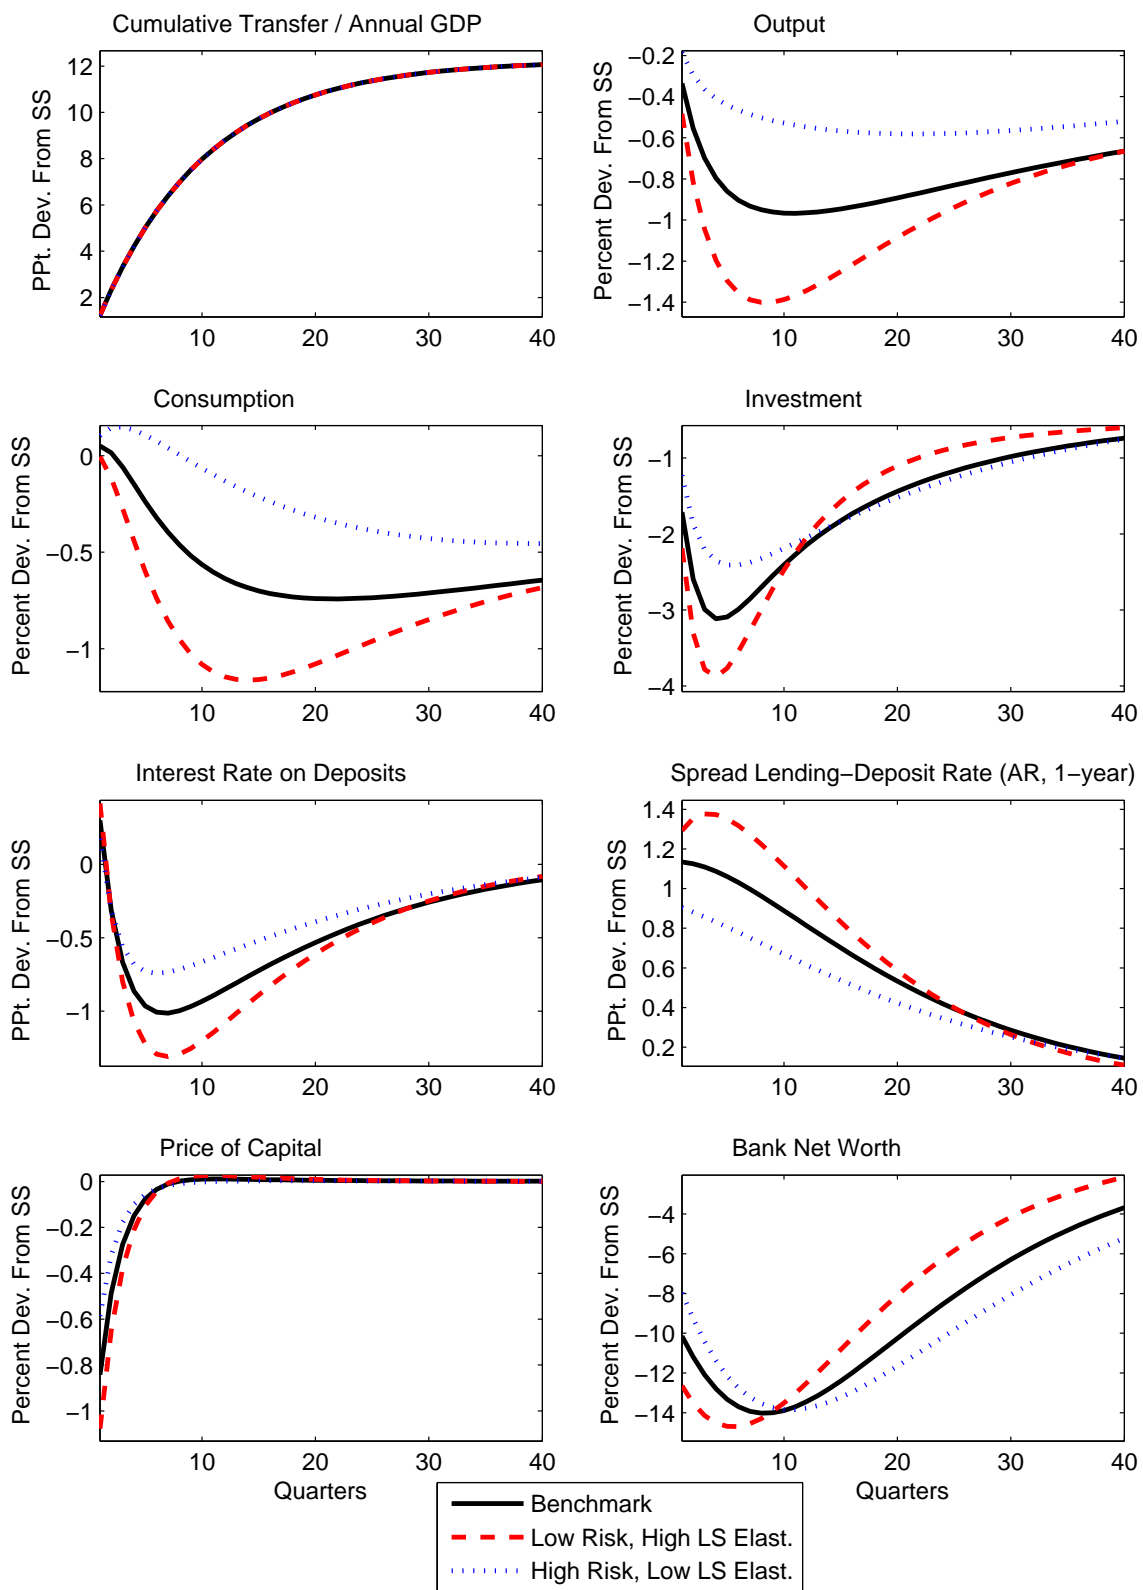 Cumulative Transfer / Annual GDP
PPt. Dev. From SS
12
10
8
6
4
2
10 20 30 40
Output
Percent Dev. From SS
−0.2
−0.4
−0.6
−0.8
−1
−1.2
−1.4
10 20 30 40
Consumption
Percent Dev. From SS
0
−0.5
−1
10 20 30 40
Investment
Percent Dev. From SS
−1
−2
−3
−4
10 20 30 40
Interest Rate on Deposits
PPt. Dev. From SS
0
−0.5
−1
10 20 30 40
Spread Lending−Deposit Rate (AR, 1−year)
PPt. Dev. From SS
1.4
1.2
1
0.8
0.6
0.4
0.2
10 20 30 40
Price of Capital
Percent Dev. From SS
0
−0.2
−0.4
−0.6
−0.8
−1
10 20 30 40
Quarters
Bank Net Worth
Percent Dev. From SS
−4
−6
−8
−10
−12
−14
10 20 30 40
Quarters
Benchmark
Low Risk, High LS Elast.
High Risk, Low LS Elast.